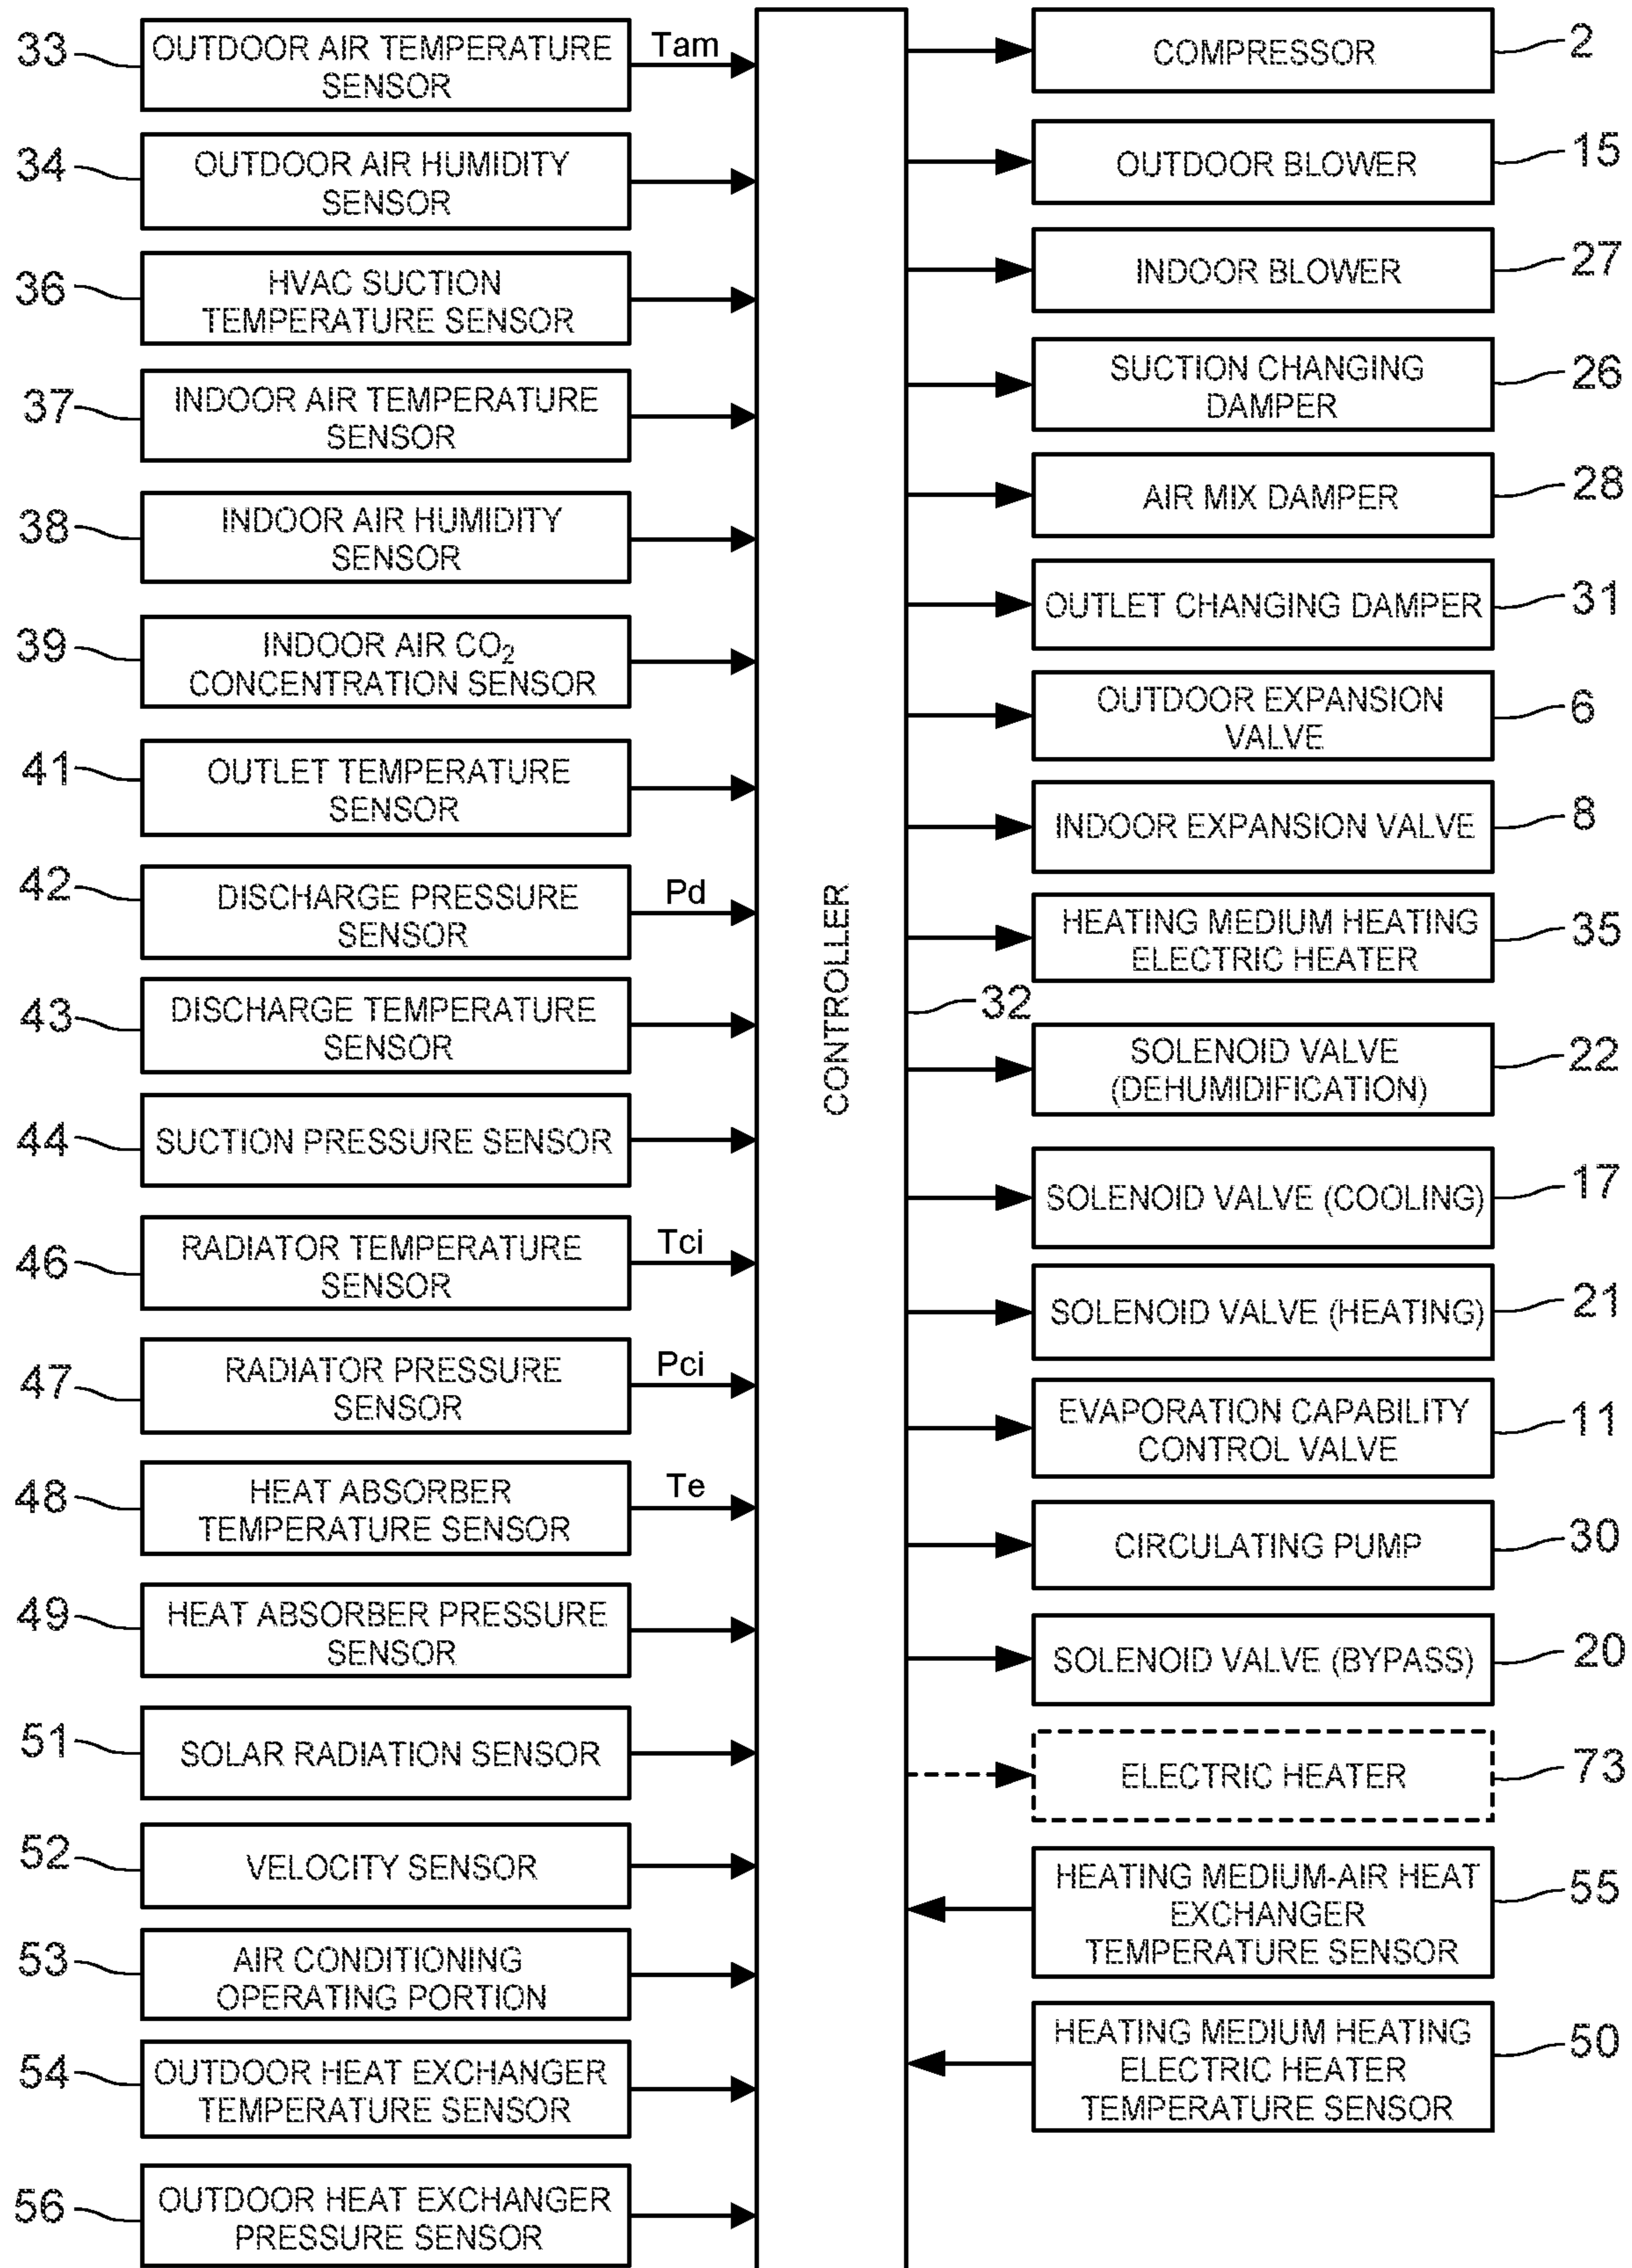 33
OUTDOOR AIR TEMPERATURE
SENSOR
Tam
34
OUTDOOR AIR HUMIDITY
SENSOR
36
HVAC SUCTION
TEMPERATURE SENSOR
37
INDOOR AIR TEMPERATURE
SENSOR
38
INDOOR AIR HUMIDITY
SENSOR
39
INDOOR AIR CO₂
CONCENTRATION SENSOR
41
OUTLET TEMPERATURE
SENSOR
42
DISCHARGE PRESSURE
SENSOR
Pd
43
DISCHARGE TEMPERATURE
SENSOR
44
SUCTION PRESSURE SENSOR
46
RADIATOR TEMPERATURE
SENSOR
Tci
47
RADIATOR PRESSURE
SENSOR
Pci
48
HEAT ABSORBER
TEMPERATURE SENSOR
Te
49
HEAT ABSORBER PRESSURE
SENSOR
51
SOLAR RADIATION SENSOR
52
VELOCITY SENSOR
53
AIR CONDITIONING
OPERATING PORTION
54
OUTDOOR HEAT EXCHANGER
TEMPERATURE SENSOR
56
OUTDOOR HEAT EXCHANGER
PRESSURE SENSOR
CONTROLLER
32
COMPRESSOR
2
OUTDOOR BLOWER
15
INDOOR BLOWER
27
SUCTION CHANGING
DAMPER
26
AIR MIX DAMPER
28
OUTLET CHANGING DAMPER
31
OUTDOOR EXPANSION
VALVE
6
INDOOR EXPANSION VALVE
8
HEATING MEDIUM HEATING
ELECTRIC HEATER
35
SOLENOID VALVE
(DEHUMIDIFICATION)
22
SOLENOID VALVE (COOLING)
17
SOLENOID VALVE (HEATING)
21
EVAPORATION CAPABILITY
CONTROL VALVE
11
CIRCULATING PUMP
30
SOLENOID VALVE (BYPASS)
20
ELECTRIC HEATER
73
HEATING MEDIUM-AIR HEAT
EXCHANGER
TEMPERATURE SENSOR
55
HEATING MEDIUM HEATING
ELECTRIC HEATER
TEMPERATURE SENSOR
50